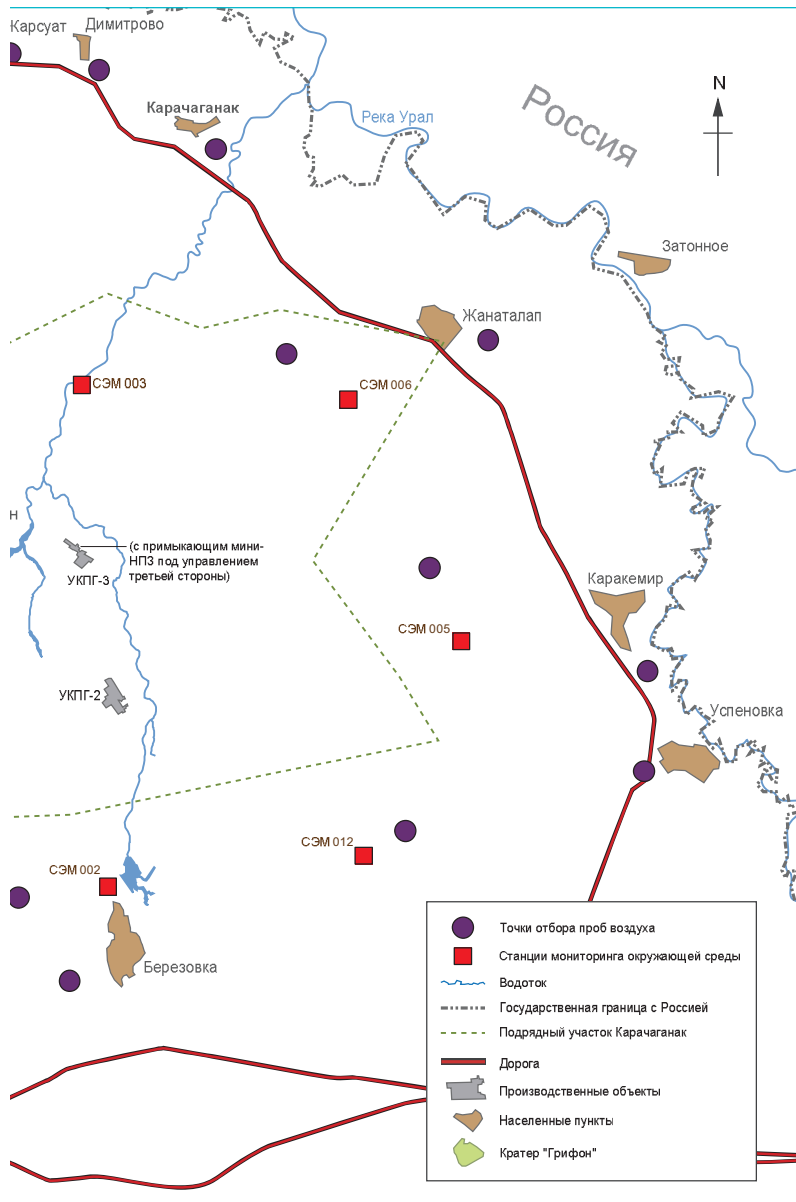 Карсуат
Димитрово
Карачаганак
Река Урал
Россия
N
Затонное
Жанаталап
СЭМ 003
СЭМ 006
н
(с примыкающим мини-
НПЗ под управлением
третьей стороны)
УКПГ-3
Каракемир
СЭМ 005
УКПГ-2
Успеновка
СЭМ 012
СЭМ 002
Березовка
Точки отбора проб воздуха
Станции мониторинга окружающей среды
Водоток
Государственная граница с Россией
Подрядный участок Карачаганак
Дорога
Производственные объекты
Населенные пункты
Кратер "Грифон"